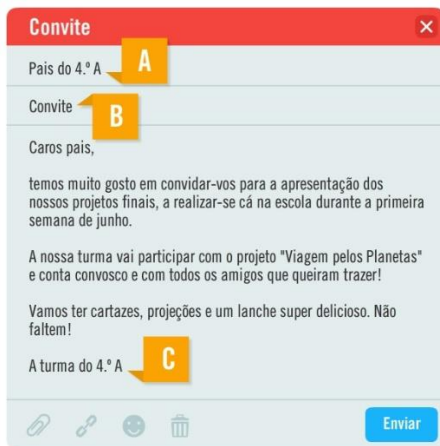 Convite
Pais do 4.º A
A
Convite
B
Caros pais,
temos muito gosto em convidar-vos para a apresentação dos
nossos projetos finais, a realizar-se cá na escola durante a primeira
semana de junho.
A nossa turma vai participar com o projeto "Viagem pelos Planetas"
e conta convosco e com todos os amigos que queiram trazer!
Vamos ter cartazes, projeções e um lanche super delicioso. Não
faltem!
A turma do 4.º A
C
Enviar